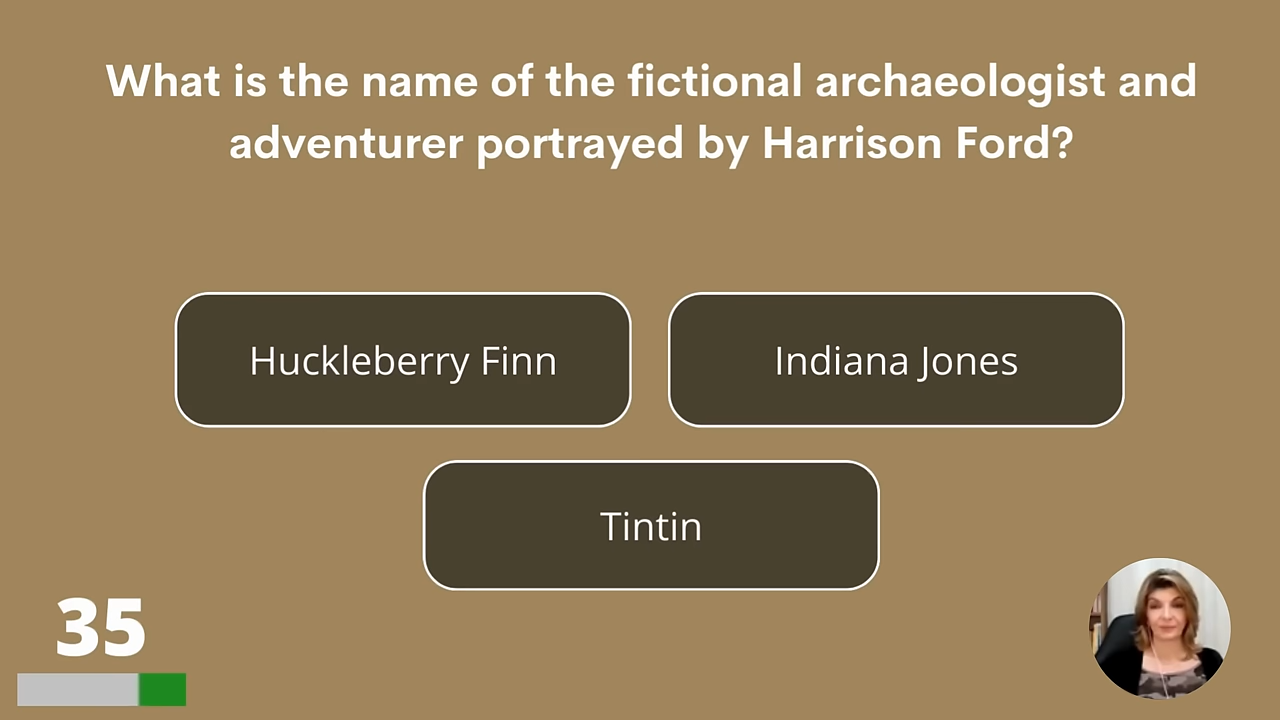 What is the name of the fictional archaeologist and
adventurer portrayed by Harrison Ford?
Huckleberry Finn
Indiana Jones
Tintin
35